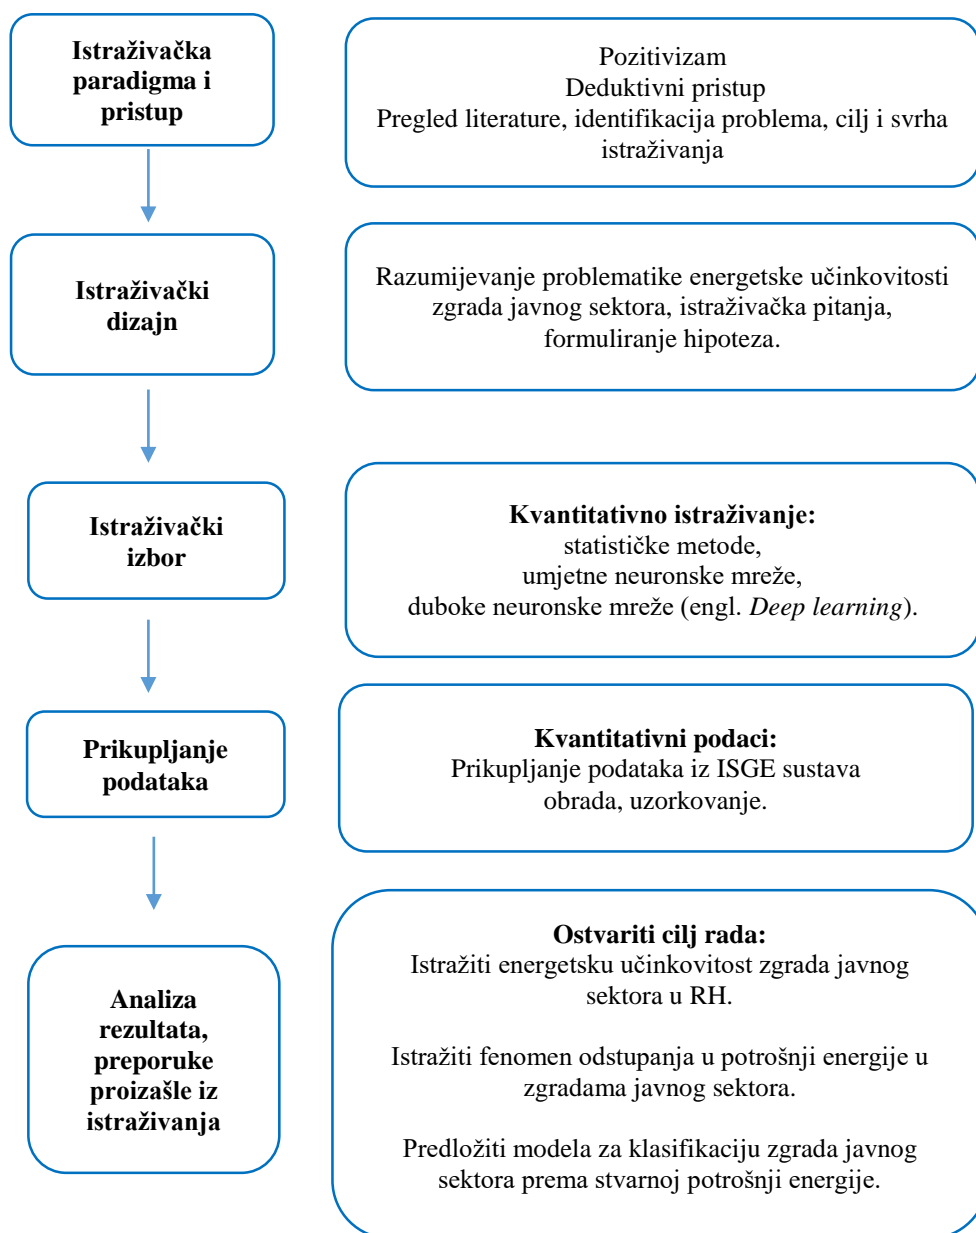 Istraživačka
paradigma i
pristup
Pozitivizam
Deduktivni pristup
Pregled literature, identifikacija problema, cilj i svrha
istraživanja
Istraživački
dizajn
Razumijevanje problematike energetske učinkovitosti
zgrada javnog sektora, istraživačka pitanja,
formuliranje hipoteza.
Istraživački
izbor
Kvantitativno istraživanje:
statističke metode,
umjetne neuronske mreže,
duboke neuronske mreže (engl. Deep learning).
Prikupljanje
podataka
Kvantitativni podaci:
Prikupljanje podataka iz ISGE sustava
obrada, uzorkovanje.
Analiza
rezultata,
preporuke
proizašle iz
istraživanja
Ostvariti cilj rada:
Istražiti energetsku učinkovitost zgrada javnog
sektora u RH.
Istražiti fenomen odstupanja u potrošnji energije u
zgradama javnog sektora.
Predložiti modela za klasifikaciju zgrada javnog
sektora prema stvarnoj potrošnji energije.